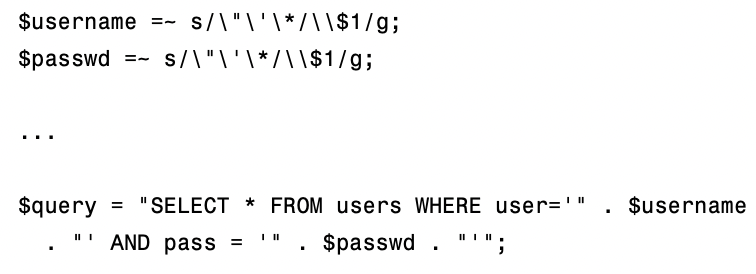 $username =~ s/\"\'\*/\\$1/g;
$passwd =~ s/\"\'\*/\\$1/g;
...
$query = "SELECT * FROM users WHERE user='" . $username
. "' AND pass = '" . $passwd . "'";